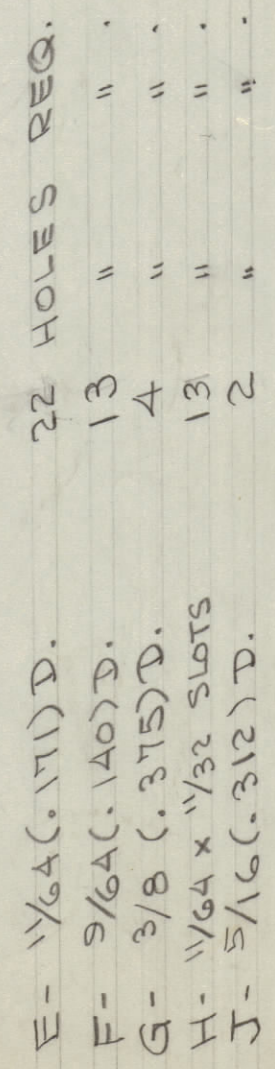 E- 11/64 (.171) D. 22 HOLES REQ.
F- 9/64 (.140) D. 13 " " .
G- 3/8 (.375) D. 4 " " .
H- 11/64 x 11/32 SLOTS 13 " " .
J- 5/16 (.312) D. 2 " " .